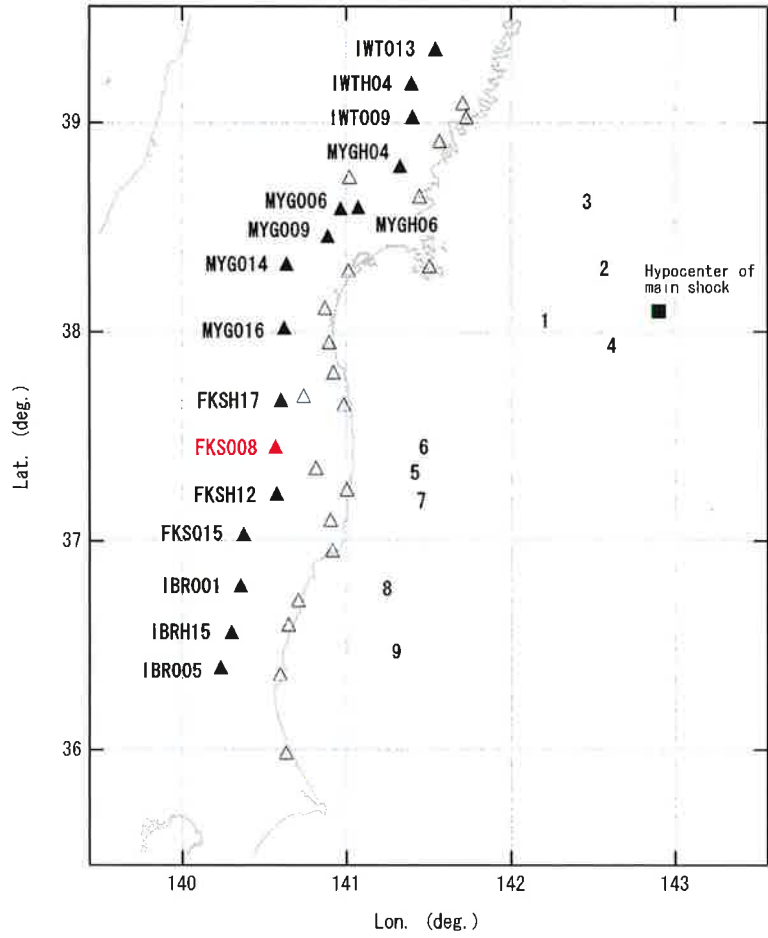 IWT013
IWTH04
39
IWT009
MYGH04
MYG006
3
MYGH06
MYG009
MYG014
2
Hypocenter of
main shock
38
MYG016
1
4
FKSH17
FKS008
6
5
FKSH12
7
37
FKS015
IBR001
8
IBRH15
9
IBR005
36
140
141
142
143
Lat. (deg.)
Lon. (deg.)